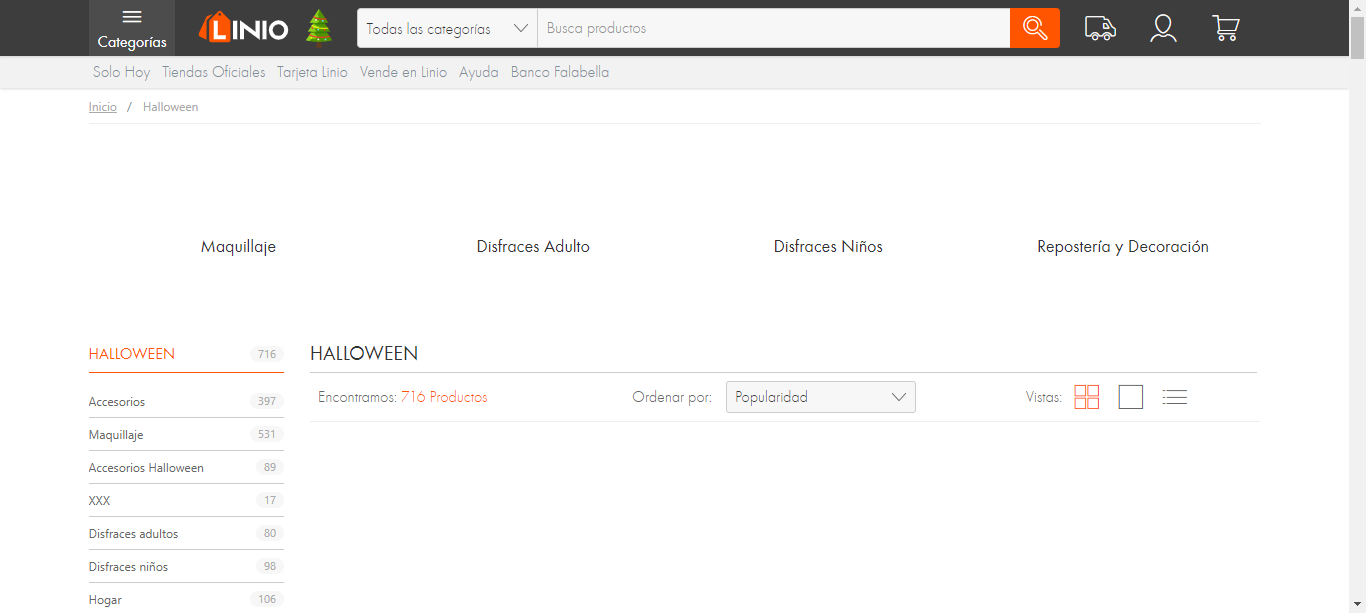 Categorías
LINIO
Todas las categorías
Busca productos
Solo Hoy Tiendas Oficiales Tarjeta Linio Vende en Linio Ayuda Banco Falabella
Inicio / Halloween
Maquillaje
Disfraces Adulto
Disfraces Niños
Repostería y Decoración
HALLOWEEN 716
Accesorios 397
Maquillaje 531
Accesorios Halloween 89
XXX 17
Disfraces adultos 80
Disfraces niños 98
Hogar 106
HALLOWEEN
Encontramos: 716 Productos
Ordenar por: Popularidad
Vistas: